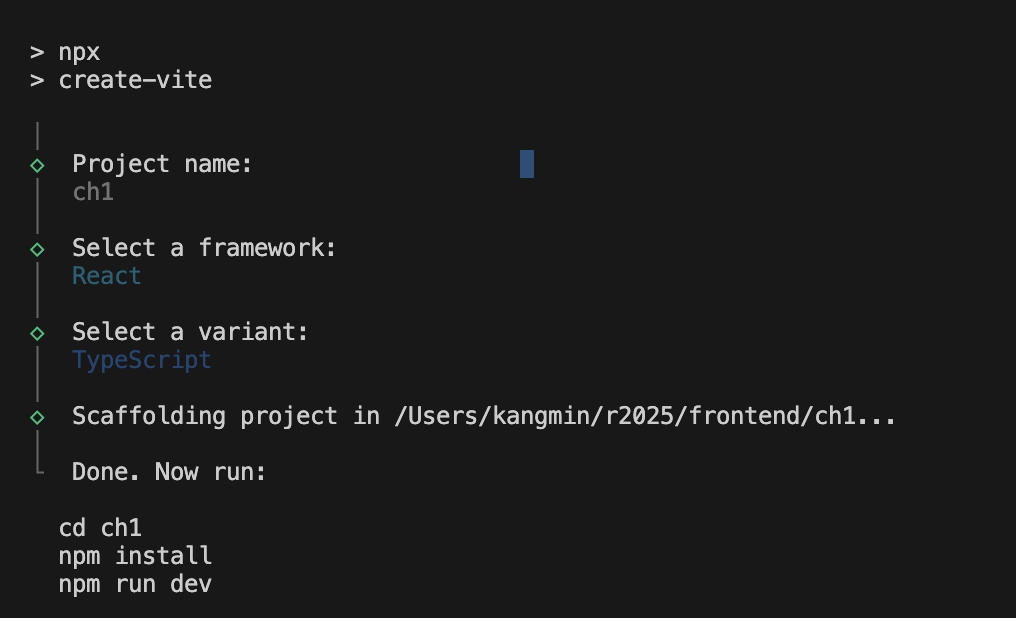 > npx
> create-vite
◇ Project name:
ch1
◇ Select a framework:
React
◇ Select a variant:
TypeScript
◇ Scaffolding project in /Users/kangmin/r2025/frontend/ch1...
Done. Now run:
cd ch1
npm install
npm run dev